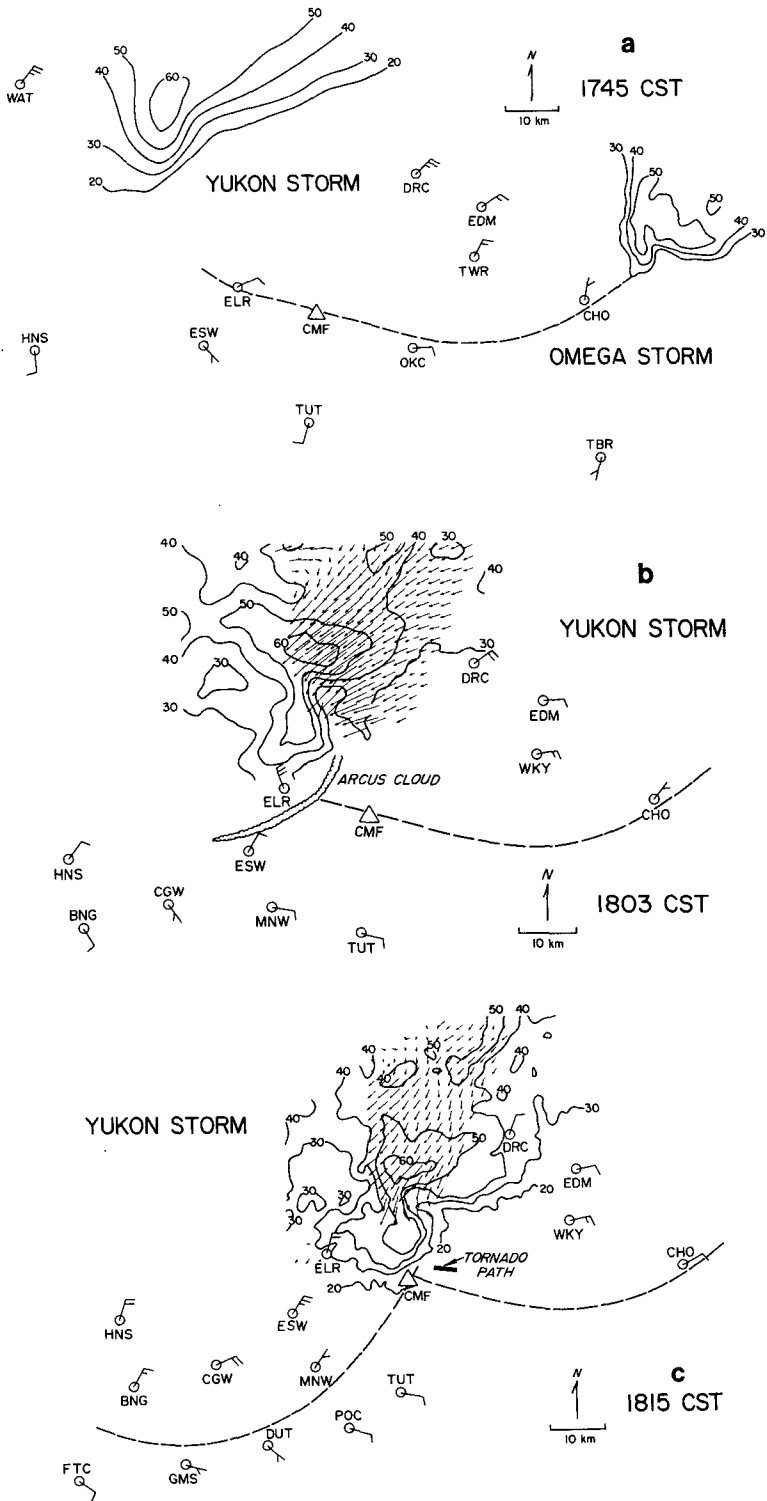 50
40
50
30
20
40
60
30
20
WAT
a
N
1745 CST
10 km
YUKON STORM
DRC
EDM
TWR
30
40
50
50
40
30
ELR
CMF
CHO
HNS
ESW
OKC
OMEGA STORM
TUT
TBR
40
40
50
40
30
40
b
50
50
YUKON STORM
40
60
30
30
DRC
30
EDM
WKY
ELR
ARCUS CLOUD
CMF
CHO
HNS
ESW
N
CGW
MNW
1803 CST
BNG
TUT
10 km
50
40
40
50
40
40
40
40
YUKON STORM
40
30
50
30
DRC
60
EDM
30
30
20
30
WKY
20
ELR
TORNADO
PATH
CHO
20
CMF
HNS
ESW
CGW
MNW
TUT
BNG
N
c
1815 CST
POC
10 km
DUT
FTC
GMS